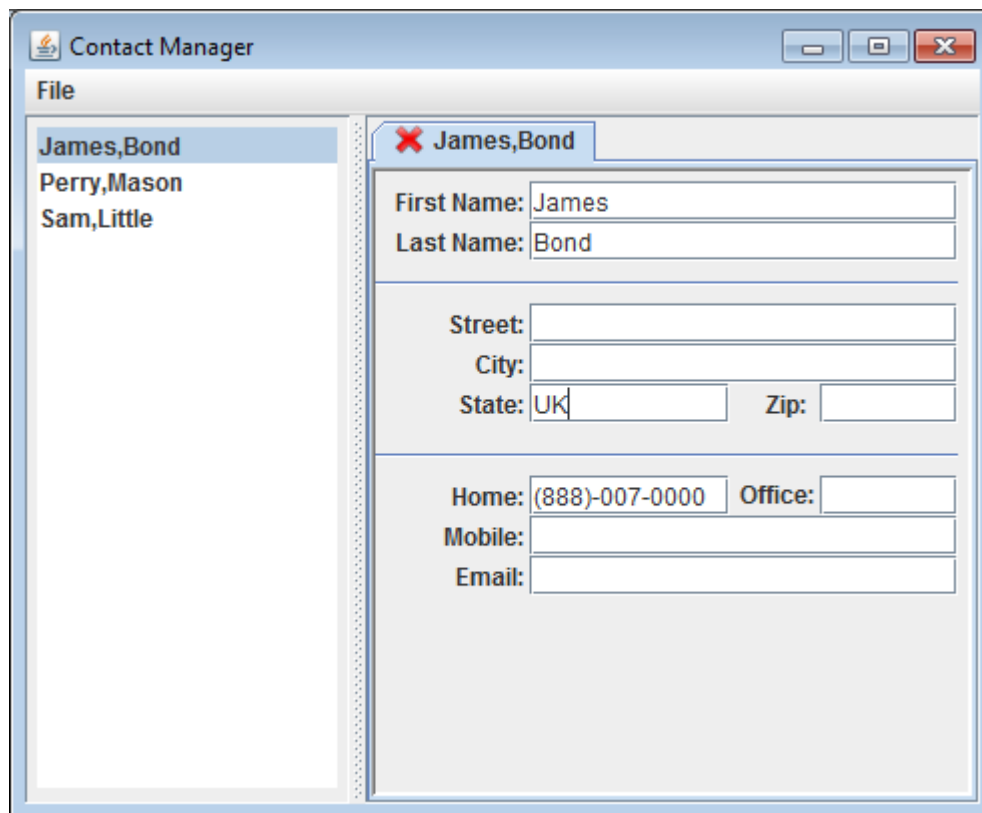 Contact Manager
File
James,Bond
Perry,Mason
Sam,Little
James,Bond
First Name: James
Last Name: Bond
Street:
City:
State: UK Zip:
Home: (888)-007-0000 Office:
Mobile:
Email: